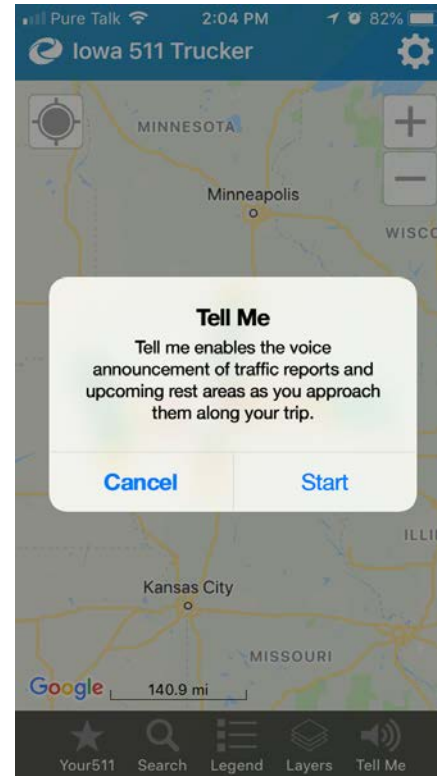 Pure Talk 2:04 PM 82%
Iowa 511 Trucker
MINNESOTA
Minneapolis
WISCO
Tell Me
Tell me enables the voice
announcement of traffic reports and
upcoming rest areas as you approach
them along your trip.
Cancel Start
ILLI
Kansas City
MISSOURI
Google 140.9 mi
Your511 Search Legend Layers Tell Me